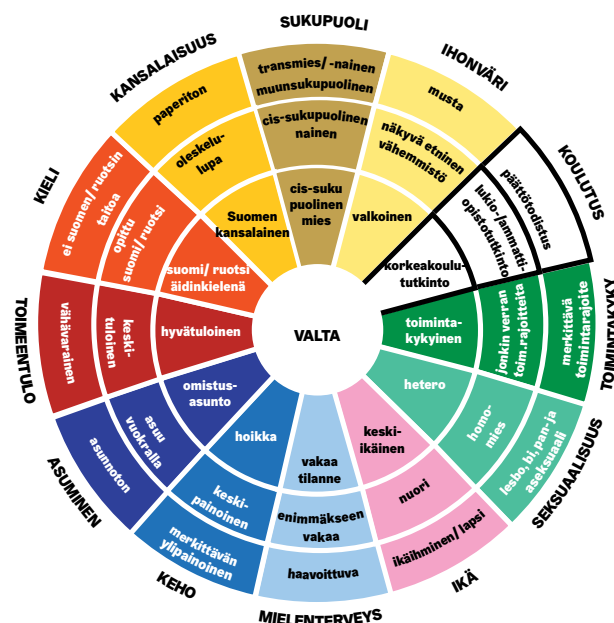 SUKUPUOLI
transmies/ -nainen
muunsukupuolinen
cis-sukupuolinen
nainen
cis-suku
puolinen
mies
IHONVÄRI
musta
näkyvä etninen
vähemmistö
valkoinen
KOULUTUS
päättötodistus
lukio-/ammatti-
opistotutkinto
korkeakoulu-
tutkinto
TOIMINTAKYKY
merkittävä
toimintarajoite
jonkin verran
toim.rajoitteita
toiminta-
kykyinen
SEKSUAALISUUS
lesbo, bi, pan- ja
aseksuaali
homo-
mies
hetero
IKÄ
ikäihminen/ lapsi
nuori
keski-
ikäinen
MIELENTERVEYS
haavoittuva
enimmäkseen
vakaa
vakaa
tilanne
KEHO
merkittävän
ylipainoinen
keski-
painoinen
hoikka
ASUMINEN
asunnoton
asuu
vuokralla
omistus-
asunto
TOIMEENTULO
vähävarainen
keski-
tuloinen
hyvätuloinen
KIELI
ei suomen/ ruotsin
taitoa
opittu
suomi/ ruotsi
suomi/ ruotsi
äidinkielenä
KANSALAISUUS
paperiton
oleskelu-
lupa
Suomen
kansalainen
VALTA